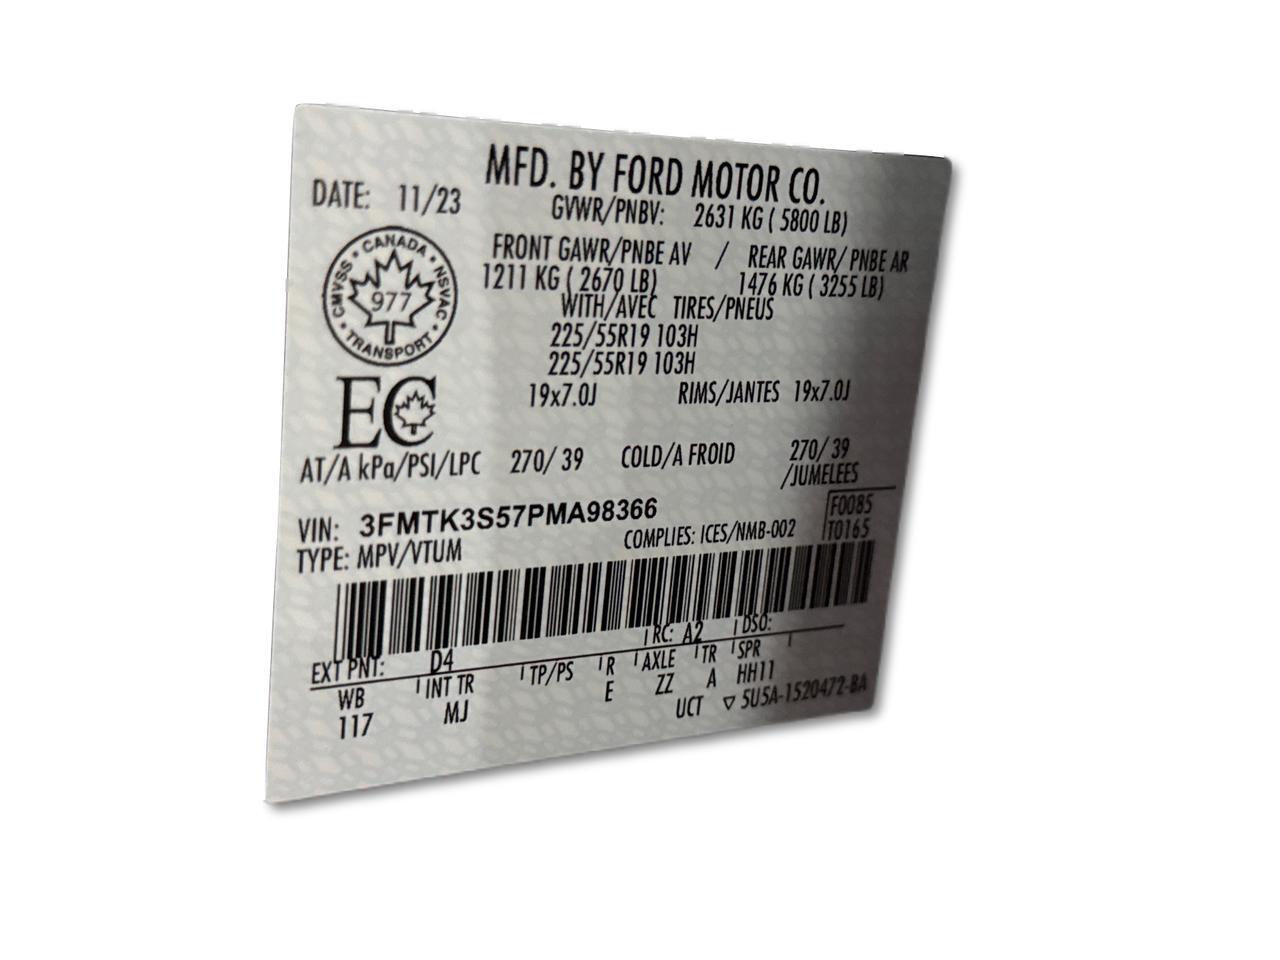 MFD. BY FORD MOTOR CO.
DATE: 11/23
GVWR/PNBV: 2631 KG ( 5800 LB)
FRONT GAWR/PNBE AV / REAR GAWR/ PNBE AR
1211 KG ( 2670 LB) 1476 KG ( 3255 LB)
WITH/AVEC TIRES/PNEUS
225/55R19 103H
225/55R19 103H
19x7.0J RIMS/JANTES 19x7.0J
CANADA
CMVSS 977 NSVAC
TRANSPORT
EC
AT/A kPa/PSI/LPC 270/ 39 COLD/A FROID 270/ 39
/JUMELEES
VIN: 3FMTK3S57PMA98366
F0085
TYPE: MPV/VTUM COMPLIES: ICES/NMB-002 T0165
RC: A2 DSO:
EXT PNT: D4
WB INT TR TP/PS R AXLE TR SPR
117 MJ E ZZ A HH11
UCT ▽ 5U5A-1520472-BA